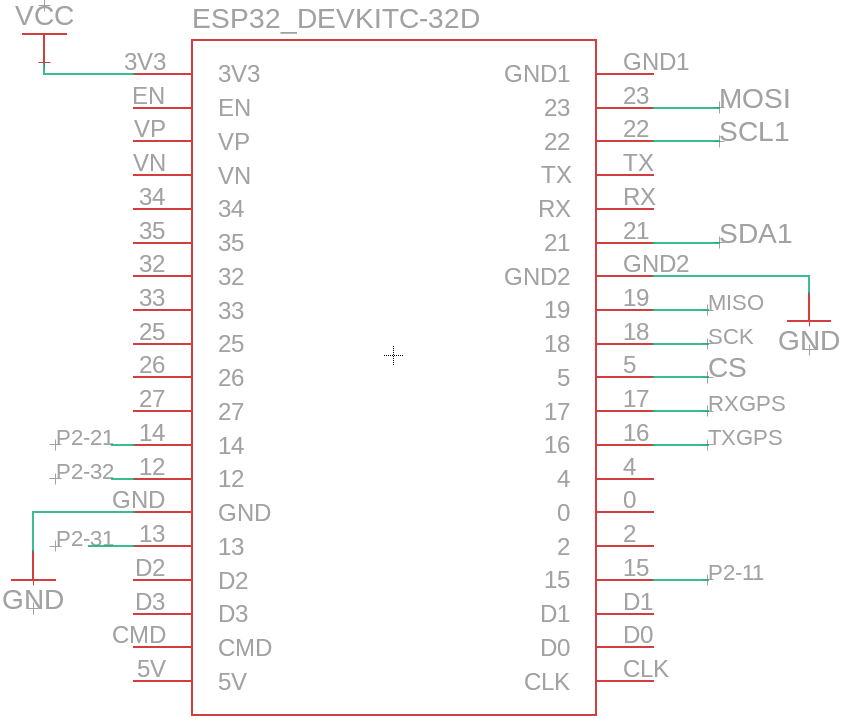 VCC
ESP32_DEVKITC-32D
3V3 3V3 GND1 GND1
EN EN 23 23 MOSI
VP VP 22 22 SCL1
VN VN TX TX
34 34 RX RX
35 35 21 21 SDA1
32 32 GND2 GND2
33 33 19 19 MISO
25 25 18 18 SCK GND
26 26 5 5 CS
27 27 17 17 RXGPS
P2-21 14 14 16 16 TXGPS
P2-32 12 12 4 4
GND GND 0 0
P2-31 13 13 2 2
D2 D2 15 15 P2-11
GND D3 D3 D1 D1
CMD CMD D0 D0
5V 5V CLK CLK